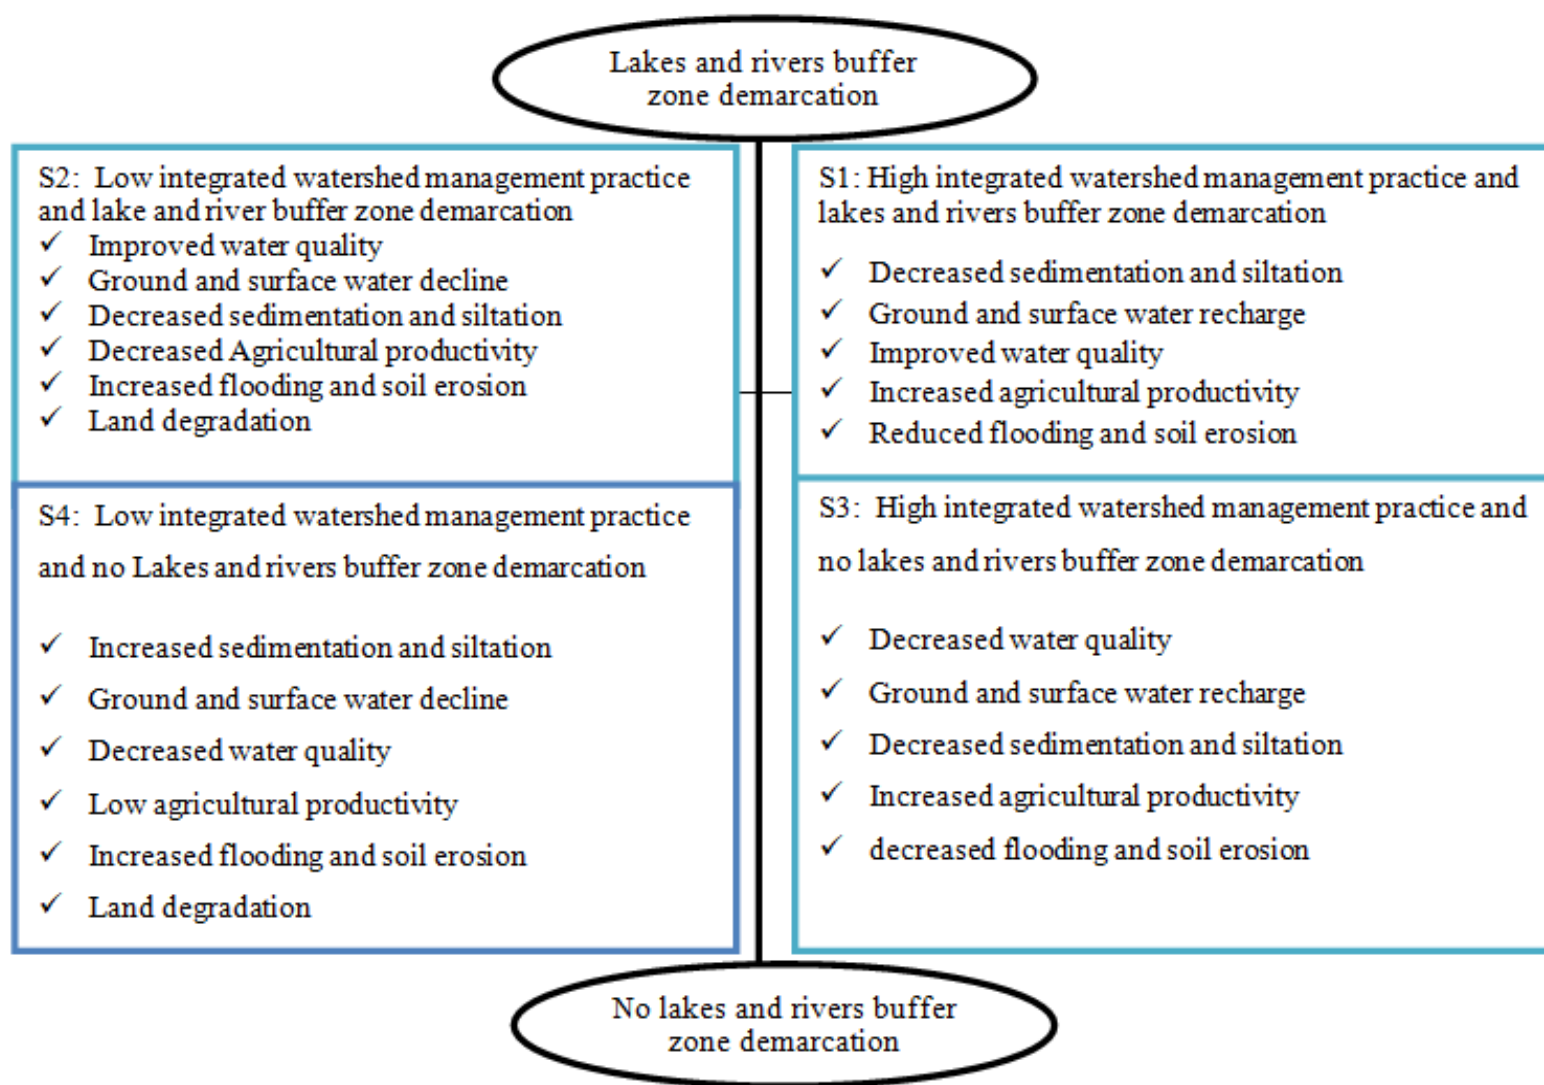 Lakes and rivers buffer
zone demarcation
S2: Low integrated watershed management practice
and lake and river buffer zone demarcation
✓ Improved water quality
✓ Ground and surface water decline
✓ Decreased sedimentation and siltation
✓ Decreased Agricultural productivity
✓ Increased flooding and soil erosion
✓ Land degradation
S1: High integrated watershed management practice and
lakes and rivers buffer zone demarcation
✓ Decreased sedimentation and siltation
✓ Ground and surface water recharge
✓ Improved water quality
✓ Increased agricultural productivity
✓ Reduced flooding and soil erosion
S4: Low integrated watershed management practice
and no Lakes and rivers buffer zone demarcation
✓ Increased sedimentation and siltation
✓ Ground and surface water decline
✓ Decreased water quality
✓ Low agricultural productivity
✓ Increased flooding and soil erosion
✓ Land degradation
S3: High integrated watershed management practice and
no lakes and rivers buffer zone demarcation
✓ Decreased water quality
✓ Ground and surface water recharge
✓ Decreased sedimentation and siltation
✓ Increased agricultural productivity
✓ decreased flooding and soil erosion
No lakes and rivers buffer
zone demarcation